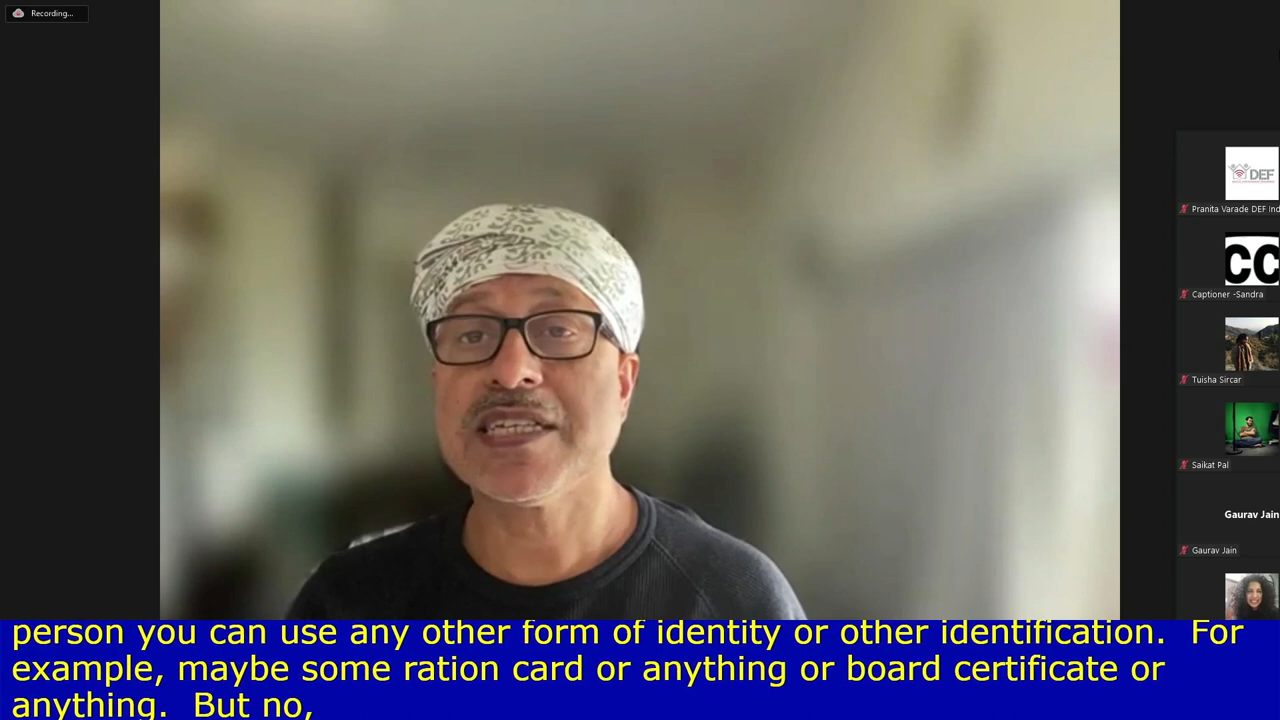 Recording...
DEF
Pranita Varade DEF Ind
CC
Captioner -Sandra
Tuisha Sircar
Saikat Pal
Gaurav Jain
Gaurav Jain
person you can use any other form of identity or other identification.  For
example, maybe some ration card or anything or board certificate or
anything.  But no,